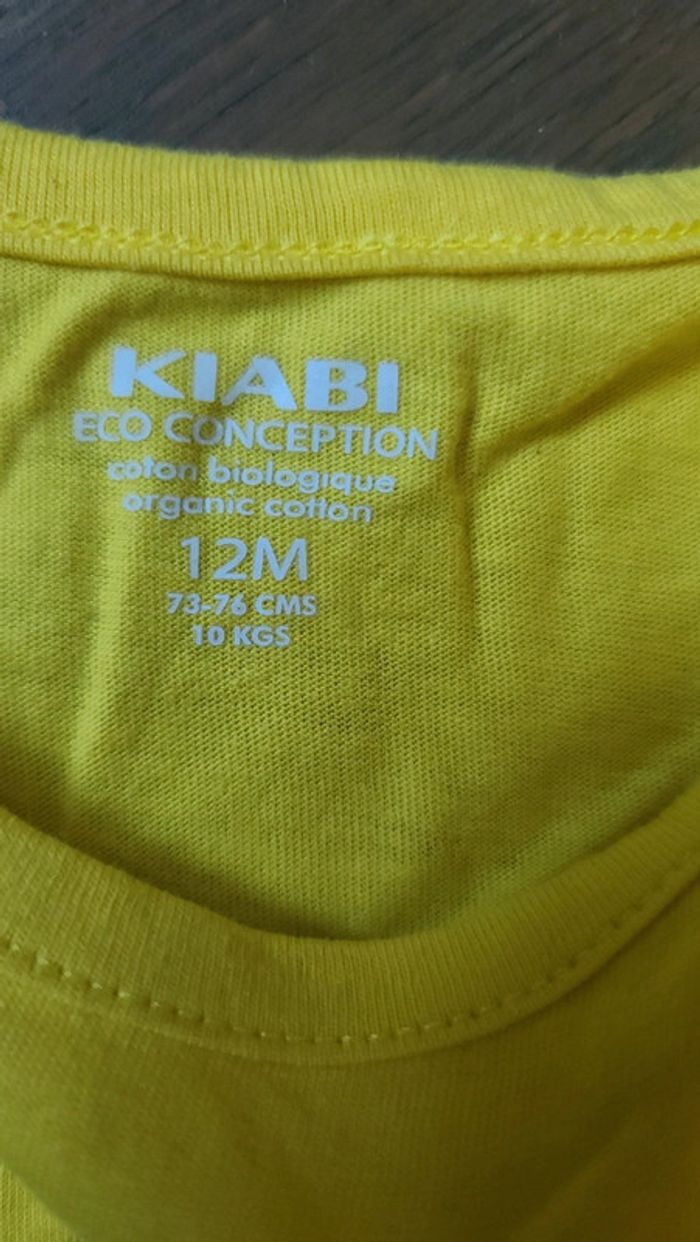 KIABI
ECO CONCEPTION
coton biologique
organic cotton
12M
73-76 CMS
10 KGS